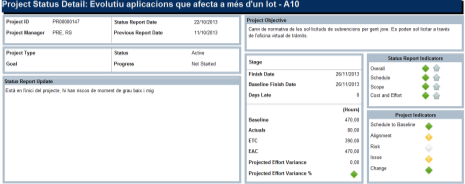 Project Status Detail: Evolutiu aplicacions que afecta a més d'un lot - A10
Project ID PR00000147 Status Report Date 22/10/2013
Project Manager PRE, RS Previous Report Date 11/10/2013
Project Type Status Active
Goal Progress Not Started
Status Report Update
Està en l'inici del projecte, hi han riscos de moment de grau baix i mig
Project Objective
Canvi de normativa de les sol·licituds de subvencions per gent jove. Es poden sol·licitar a través
de l'oficina virtual de tràmits.
Stage
Finish Date 26/11/2013
Baseline Finish Date 26/11/2013
Days Late 0
(Hours)
Baseline 470.00
Actuals 80.00
ETC 390.00
EAC 470.00
Projected Effort Variance 0.00
Projected Effort Variance %
Status Report Indicators
Overall
Schedule
Scope
Cost and Effort
Project Indicators
Schedule to Baseline
Alignment
Risk
Issue
Change